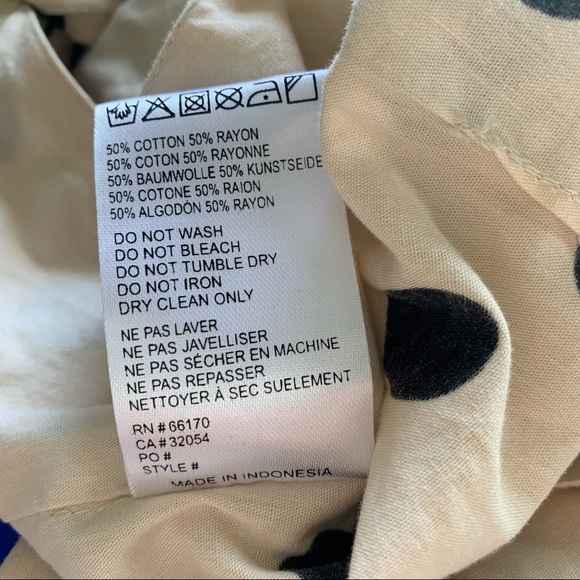 50% COTTON 50% RAYON
50% COTON 50% RAYONNE
50% BAUMWOLLE 50% KUNSTSEIDE
50% COTONE 50% RAION
50% ALGODÓN 50% RAYON
DO NOT WASH
DO NOT BLEACH
DO NOT TUMBLE DRY
DO NOT IRON
DRY CLEAN ONLY
NE PAS LAVER
NE PAS JAVELLISER
NE PAS SÉCHER EN MACHINE
NE PAS REPASSER
NETTOYER À SEC SUELEMENT
RN # 66170
CA # 32054
PO #
STYLE #
MADE IN INDONESIA